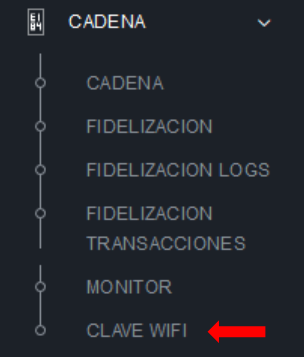 CADENA
CADENA
FIDELIZACION
FIDELIZACION LOGS
FIDELIZACION
TRANSACCIONES
MONITOR
CLAVE WIFI